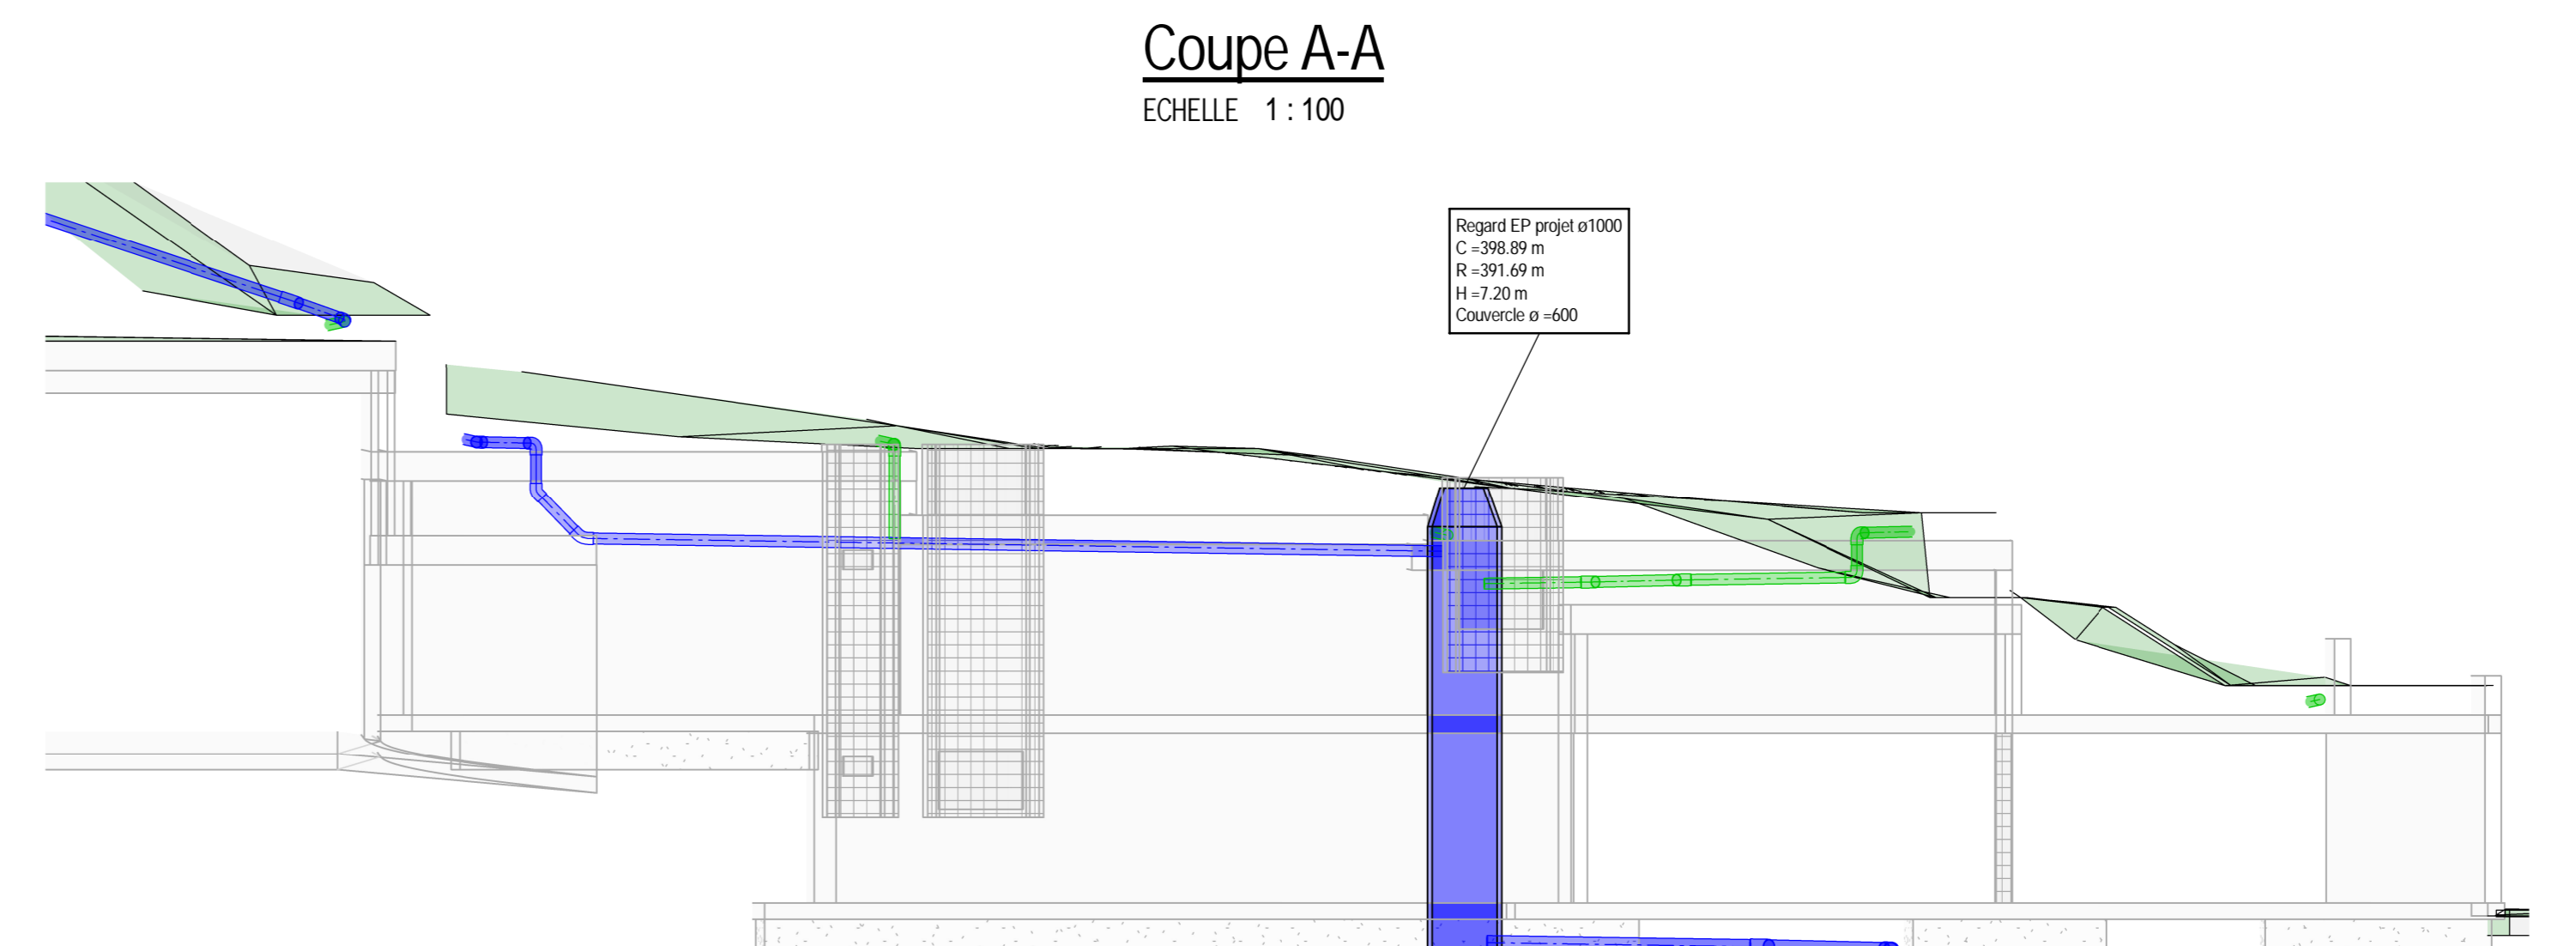 Coupe A-A
ECHELLE 1 : 100
Regard EP projet ø1000
C =398.89 m
R =391.69 m
H =7.20 m
Couvercle ø =600